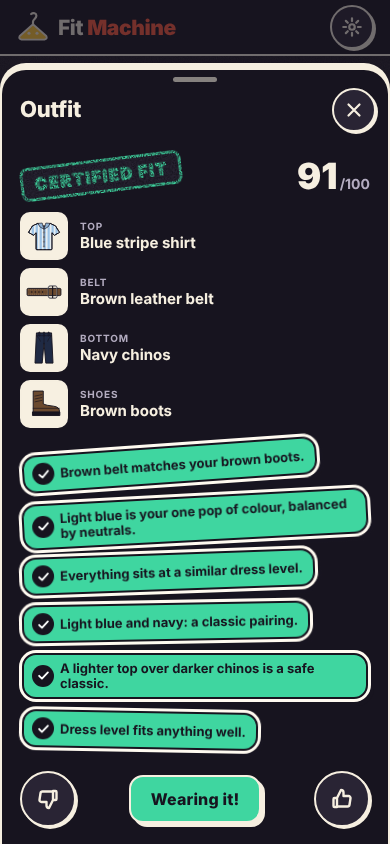 Fit Machine
Outfit
CERTIFIED FIT
91/100
TOP
Blue stripe shirt
BELT
Brown leather belt
BOTTOM
Navy chinos
SHOES
Brown boots
Brown belt matches your brown boots.
Light blue is your one pop of colour, balanced
by neutrals.
Everything sits at a similar dress level.
Light blue and navy: a classic pairing.
A lighter top over darker chinos is a safe
classic.
Dress level fits anything well.
Wearing it!